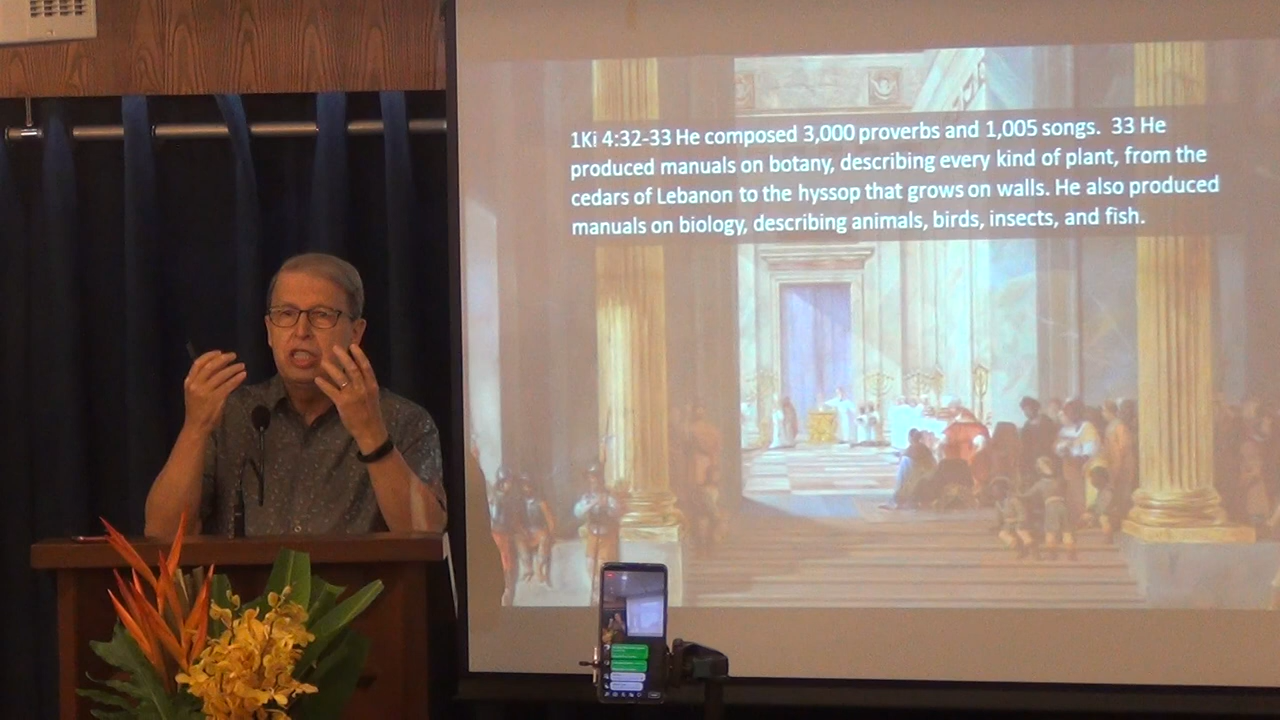 1Ki 4:32-33 He composed 3,000 proverbs and 1,005 songs.  33 He
produced manuals on botany, describing every kind of plant, from the
cedars of Lebanon to the hyssop that grows on walls. He also produced
manuals on biology, describing animals, birds, insects, and fish.